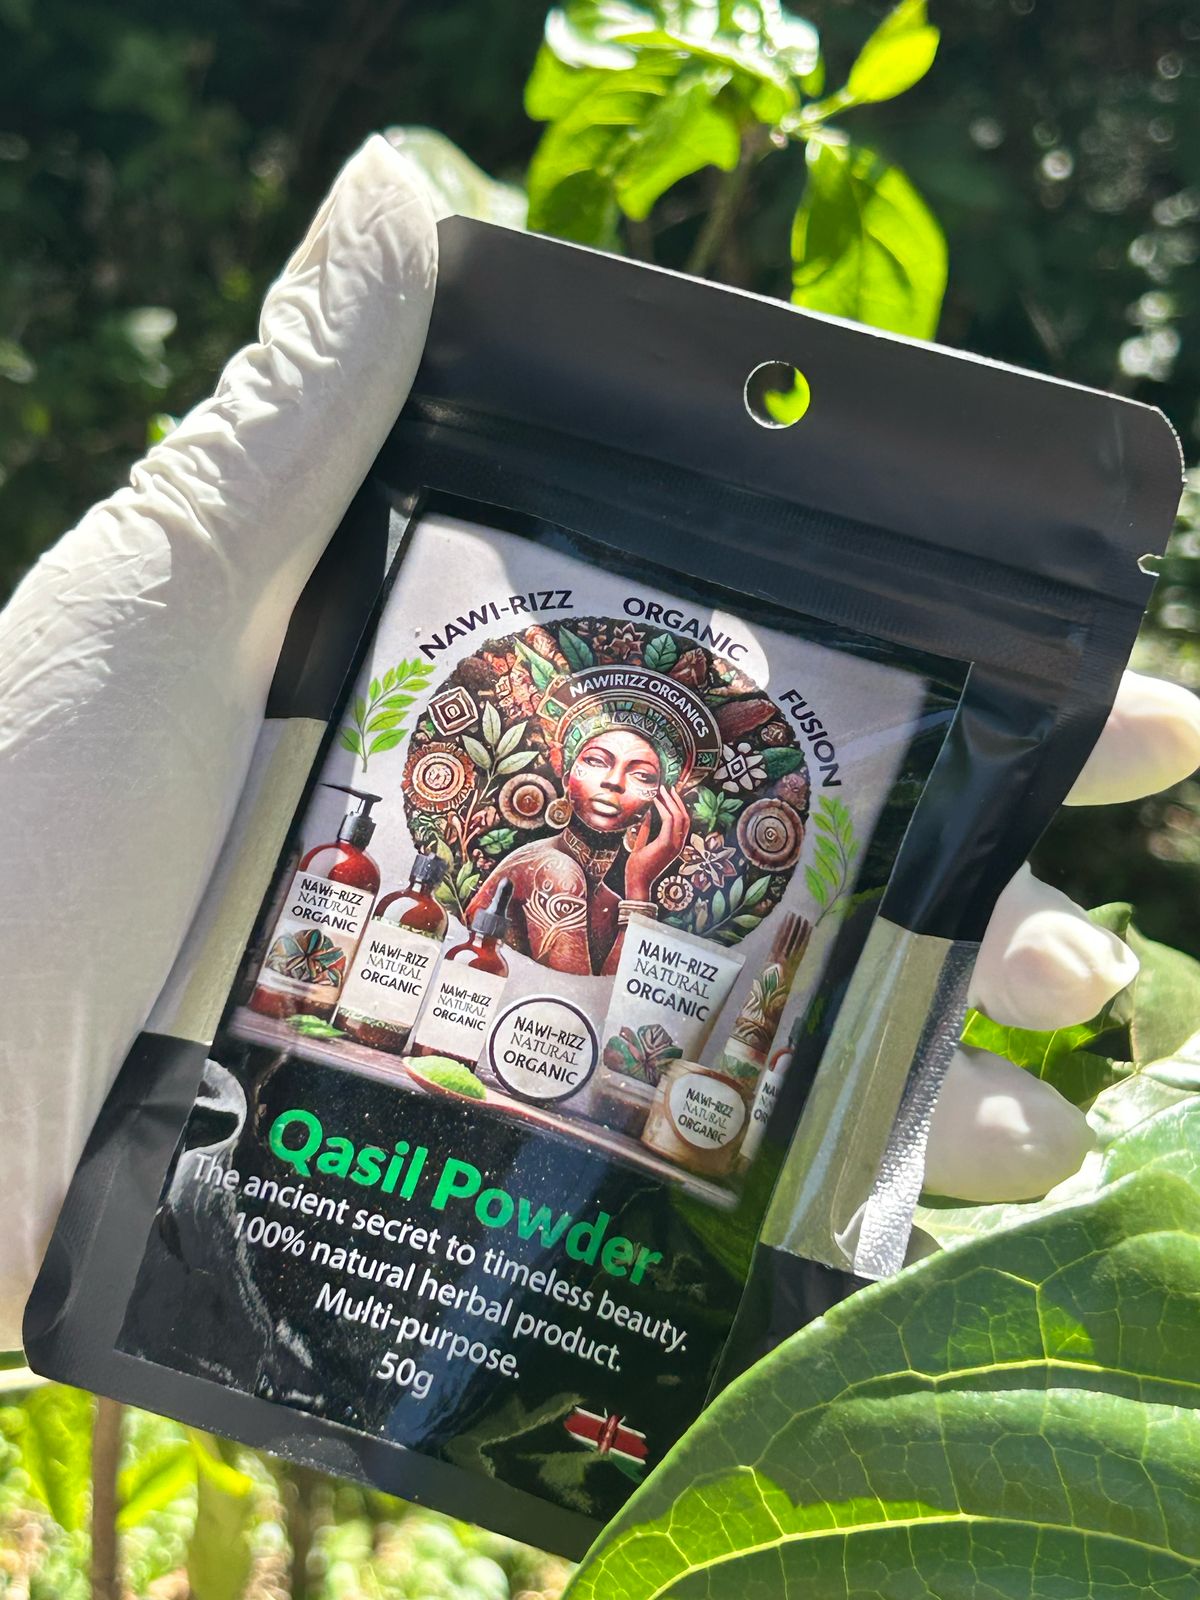 NAWI-RIZZ ORGANIC FUSION
NAWIRIZZ ORGANICS
NAWI-RIZZ
NATURAL
ORGANIC
NAWI-RIZZ
NATURAL
ORGANIC
NAWI-RIZZ
NATURAL
ORGANIC
NAWI-RIZZ
NATURAL
ORGANIC
NAWI-RIZZ
NATURAL
ORGANIC
NAWI-RIZZ
NATURAL
ORGANIC
Qasil Powder
The ancient secret to timeless beauty.
100% natural herbal product.
Multi-purpose.
50g